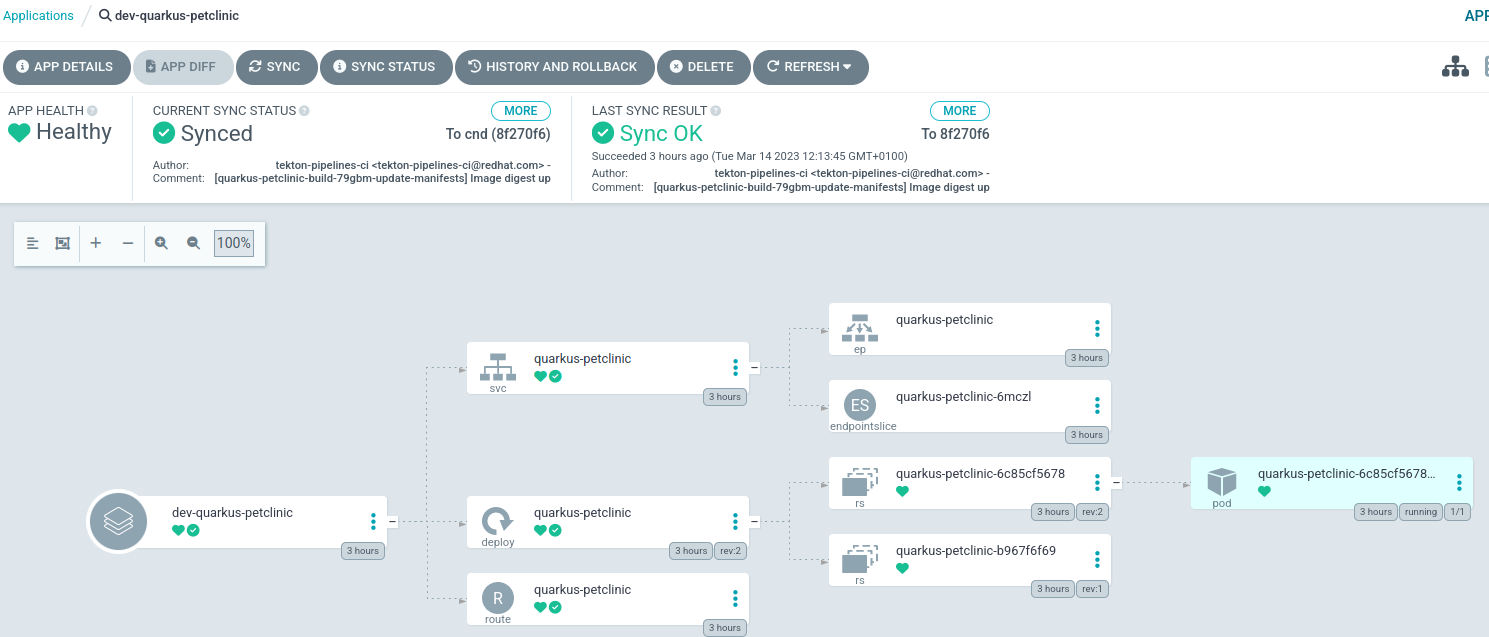 Applications / dev-quarkus-petclinic
APP DETAILS APP DIFF SYNC SYNC STATUS HISTORY AND ROLLBACK DELETE REFRESH
APP HEALTH
Healthy
CURRENT SYNC STATUS MORE
Synced To cnd (8f270f6)
Author: tekton-pipelines-ci <tekton-pipelines-ci@redhat.com> -
Comment: [quarkus-petclinic-build-79gbm-update-manifests] Image digest up
LAST SYNC RESULT MORE
Sync OK To 8f270f6
Succeeded 3 hours ago (Tue Mar 14 2023 12:13:45 GMT+0100)
Author: tekton-pipelines-ci <tekton-pipelines-ci@redhat.com> -
Comment: [quarkus-petclinic-build-79gbm-update-manifests] Image digest up
100%
dev-quarkus-petclinic
3 hours
quarkus-petclinic
svc
3 hours
quarkus-petclinic
deploy
3 hours rev:2
R
quarkus-petclinic
route
3 hours
quarkus-petclinic
ep
3 hours
ES
quarkus-petclinic-6mczl
endpointslice
3 hours
quarkus-petclinic-6c85cf5678
rs
3 hours rev:2
quarkus-petclinic-b967f6f69
rs
3 hours rev:1
quarkus-petclinic-6c85cf5678...
pod
3 hours running 1/1